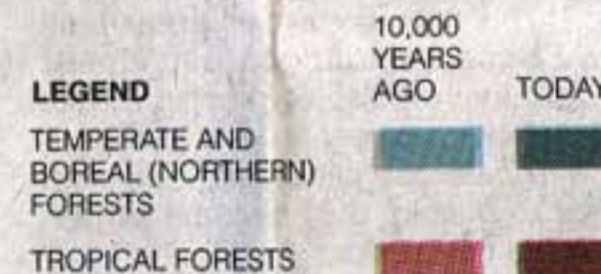 10,000
YEARS
LEGEND AGO TODAY
TEMPERATE AND
BOREAL (NORTHERN)
FORESTS
TROPICAL FORESTS